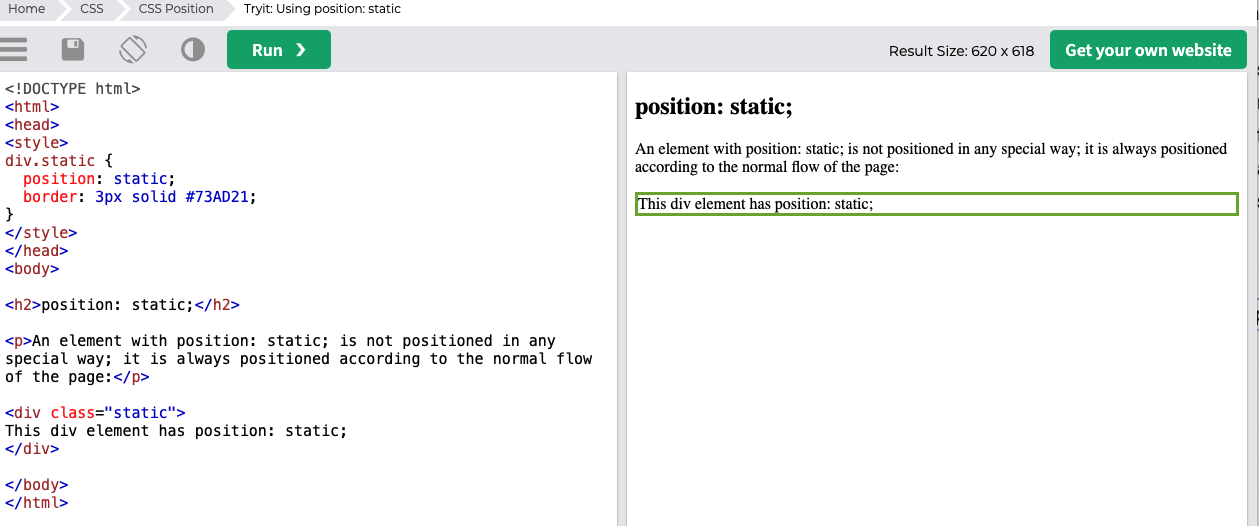 Home CSS CSS Position Tryit: Using position: static
Run ❯ Result Size: 620 x 618 Get your own website
<!DOCTYPE html>
<html>
<head>
<style>
div.static {
  position: static;
  border: 3px solid #73AD21;
}
</style>
</head>
<body>

<h2>position: static;</h2>

<p>An element with position: static; is not positioned in any
special way; it is always positioned according to the normal flow
of the page:</p>

<div class="static">
This div element has position: static;
</div>

</body>
</html>
position: static;
An element with position: static; is not positioned in any special way; it is always positioned
according to the normal flow of the page:
This div element has position: static;